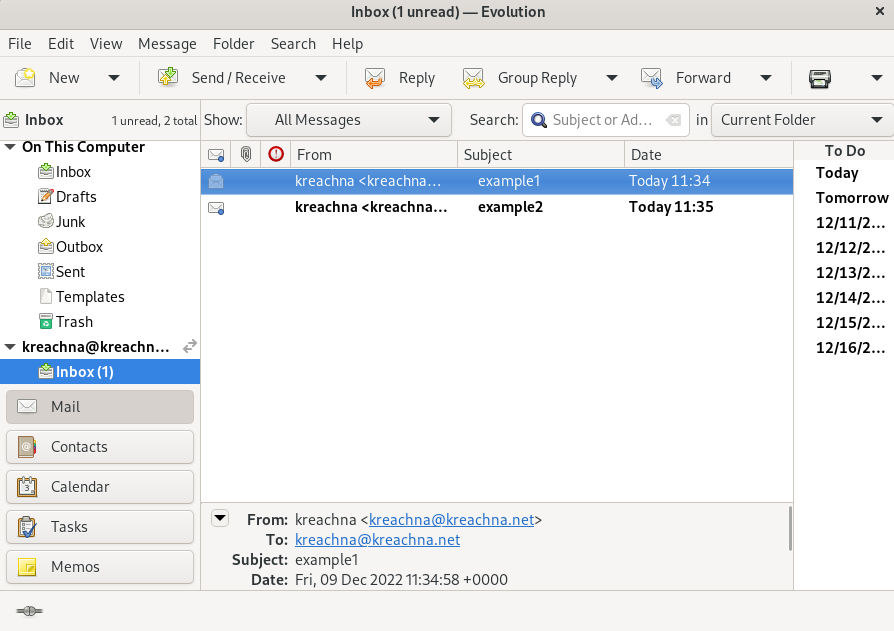 Inbox (1 unread) — Evolution
File Edit View Message Folder Search Help
New Send / Receive Reply Group Reply Forward
Inbox 1 unread, 2 total Show: All Messages Search: Subject or Ad... in Current Folder
On This Computer
Inbox
Drafts
Junk
Outbox
Sent
Templates
Trash
kreachna@kreachn...
Inbox (1)
Mail
Contacts
Calendar
Tasks
Memos
From Subject Date
kreachna <kreachna... example1 Today 11:34
kreachna <kreachna... example2 Today 11:35
From: kreachna <kreachna@kreachna.net>
To: kreachna@kreachna.net
Subject: example1
Date: Fri, 09 Dec 2022 11:34:58 +0000
To Do
Today
Tomorrow
12/11/2...
12/12/2...
12/13/2...
12/14/2...
12/15/2...
12/16/2...